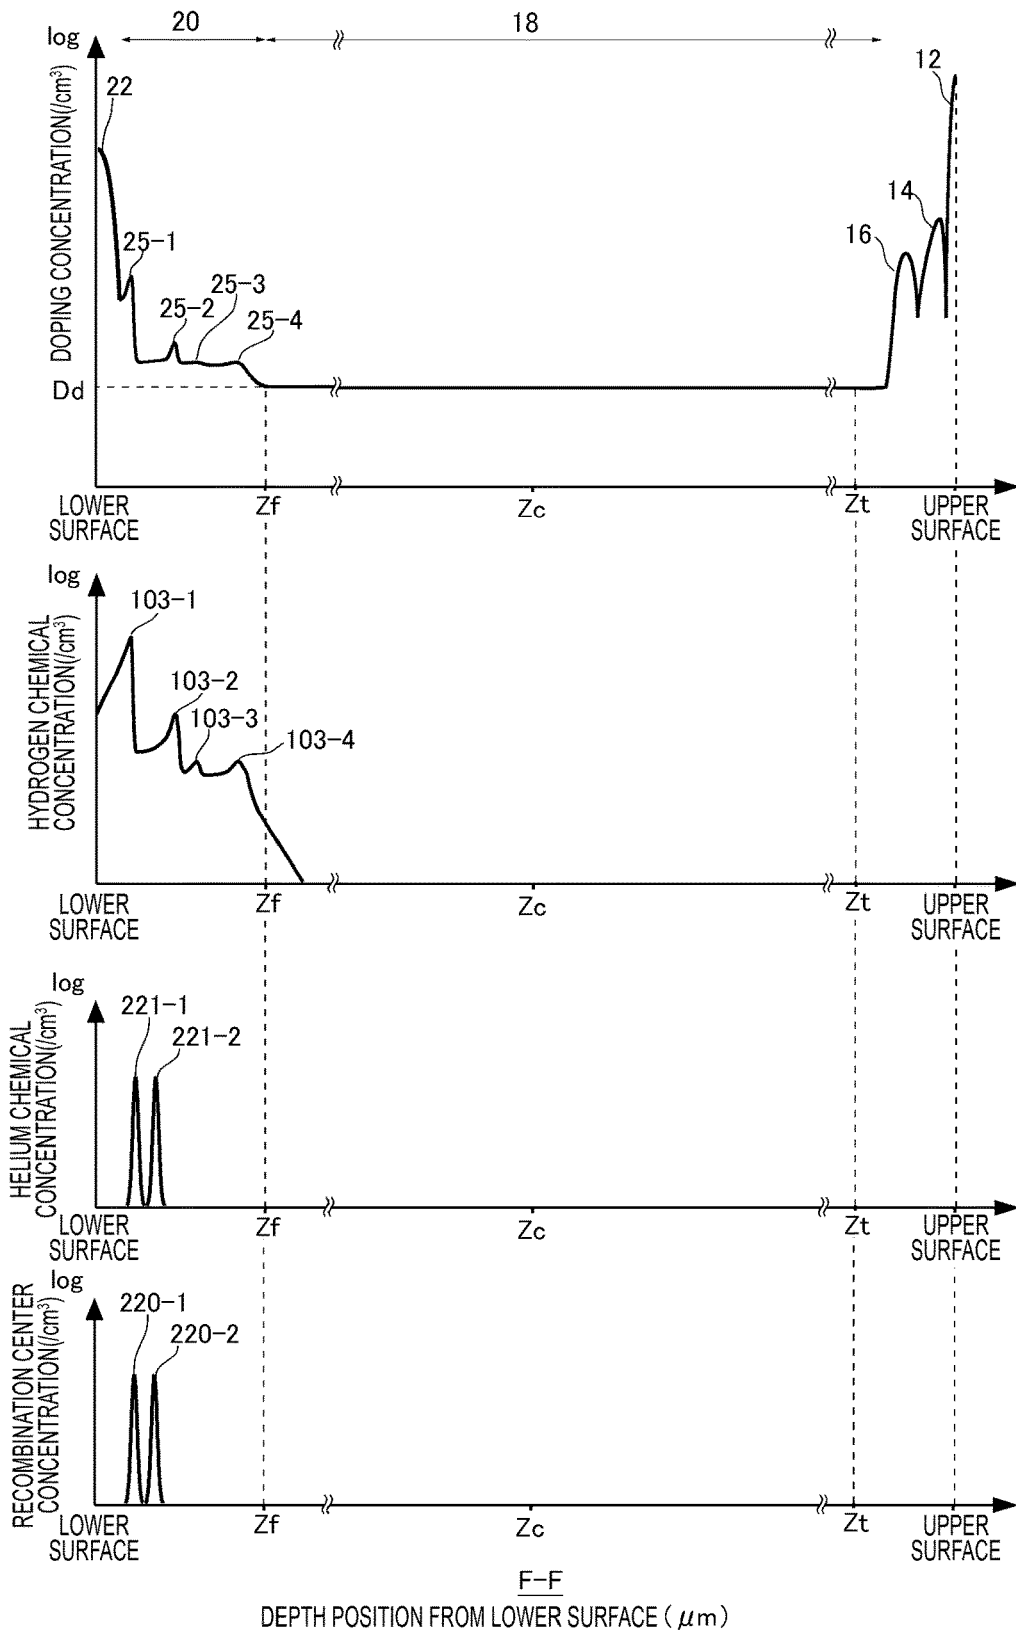 20
18
log
DOPING CONCENTRATION(/cm³)
22
12
25-1
14
16
25-2
25-3
25-4
Dd
LOWER
SURFACE
Zf
Zc
Zt
UPPER
SURFACE
log
HYDROGEN CHEMICAL
CONCENTRATION(/cm³)
103-1
103-2
103-3
103-4
LOWER
SURFACE
Zf
Zc
Zt
UPPER
SURFACE
log
HELIUM CHEMICAL
CONCENTRATION(/cm³)
221-1
221-2
LOWER
SURFACE
Zf
Zc
Zt
UPPER
SURFACE
log
RECOMBINATION CENTER
CONCENTRATION(/cm³)
220-1
220-2
LOWER
SURFACE
Zf
Zc
Zt
UPPER
SURFACE
F-F
DEPTH POSITION FROM LOWER SURFACE (μm)